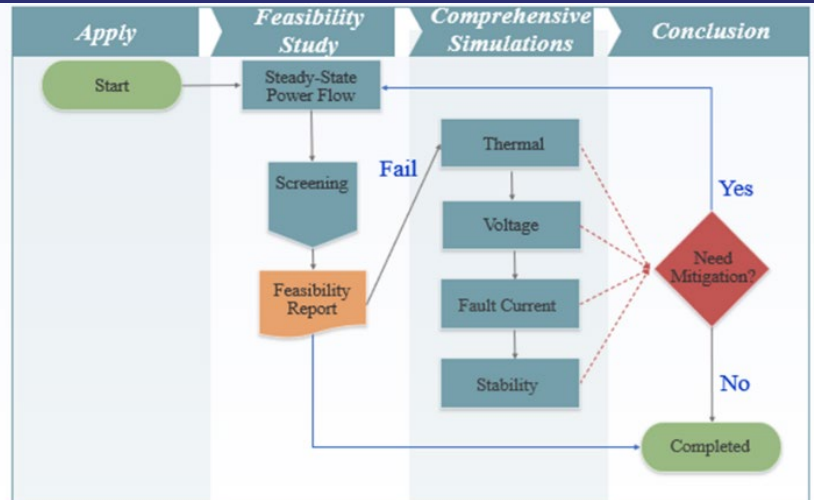 Apply
Feasibility
Study
Comprehensive
Simulations
Conclusion
Start
Steady-State
Power Flow
Screening
Feasibility
Report
Fail
Thermal
Voltage
Fault Current
Stability
Yes
Need
Mitigation?
No
Completed